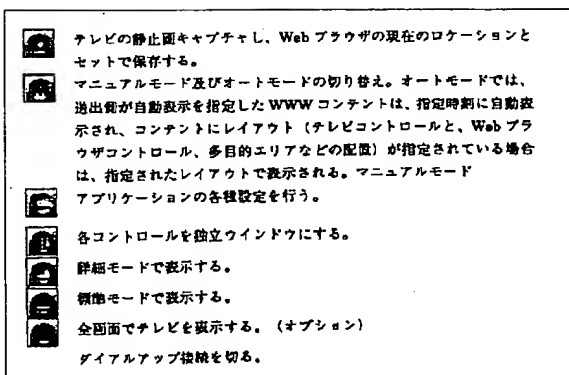 テレビの静止画キャプチャし、Web ブラウザの現在のロケーションと
セットで保存する。
マニュアルモード及びオートモードの切り替え。オートモードでは、
送出側が自動表示を指定した WWW コンテントは、指定時刻に自動表
示され、コンテントにレイアウト（テレビコントロールと、Web ブラ
ウザコントロール、多目的エリアなどの配置）が指定されている場合
は、指定されたレイアウトで表示される。マニュアルモード
アプリケーションの各種設定を行う。
各コントロールを独立ウインドウにする。
詳細モードで表示する。
標準モードで表示する。
全画面でテレビを表示する。（オプション）
ダイアルアップ接続を切る。